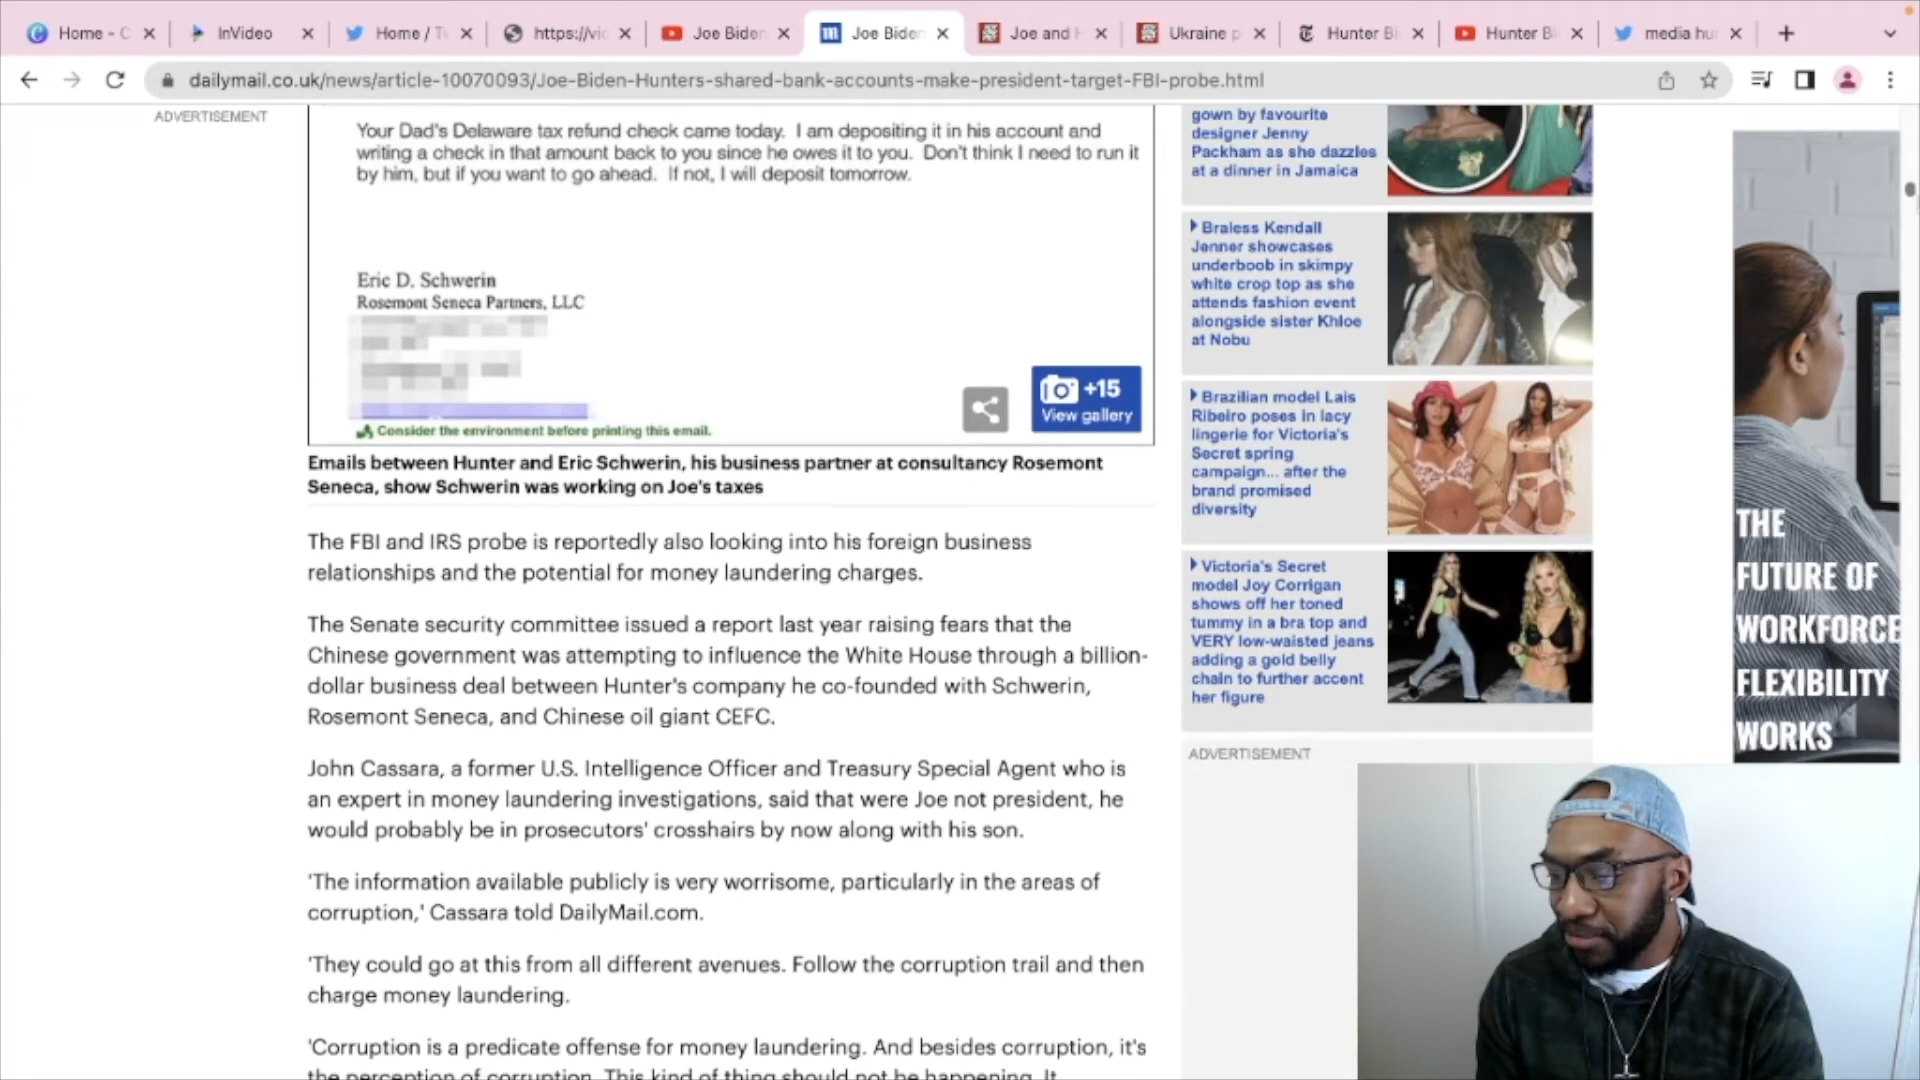 Home - C
InVideo
Home / Tw
https://vic
Joe Biden
Joe Biden
Joe and H
Ukraine p
Hunter Bi
Hunter Bi
media hun
dailymail.co.uk/news/article-10070093/Joe-Biden-Hunters-shared-bank-accounts-make-president-target-FBI-probe.html
ADVERTISEMENT
Your Dad's Delaware tax refund check came today. I am depositing it in his account and
writing a check in that amount back to you since he owes it to you. Don't think I need to run it
by him, but if you want to go ahead. If not, I will deposit tomorrow.
Eric D. Schwerin
Rosemont Seneca Partners, LLC
Consider the environment before printing this email.
+15
View gallery
Emails between Hunter and Eric Schwerin, his business partner at consultancy Rosemont
Seneca, show Schwerin was working on Joe's taxes
The FBI and IRS probe is reportedly also looking into his foreign business
relationships and the potential for money laundering charges.
The Senate security committee issued a report last year raising fears that the
Chinese government was attempting to influence the White House through a billion-
dollar business deal between Hunter's company he co-founded with Schwerin,
Rosemont Seneca, and Chinese oil giant CEFC.
John Cassara, a former U.S. Intelligence Officer and Treasury Special Agent who is
an expert in money laundering investigations, said that were Joe not president, he
would probably be in prosecutors' crosshairs by now along with his son.
'The information available publicly is very worrisome, particularly in the areas of
corruption,' Cassara told DailyMail.com.
'They could go at this from all different avenues. Follow the corruption trail and then
charge money laundering.
'Corruption is a predicate offense for money laundering. And besides corruption, it's
the perception of corruption. This kind of thing should not be happening. It
gown by favourite
designer Jenny
Packham as she dazzles
at a dinner in Jamaica
Braless Kendall
Jenner showcases
underboob in skimpy
white crop top as she
attends fashion event
alongside sister Khloe
at Nobu
Brazilian model Lais
Ribeiro poses in lacy
lingerie for Victoria's
Secret spring
campaign... after the
brand promised
diversity
Victoria's Secret
model Joy Corrigan
shows off her toned
tummy in a bra top and
VERY low-waisted jeans
adding a gold belly
chain to further accent
her figure
ADVERTISEMENT
THE
FUTURE OF
WORKFORCE
FLEXIBILITY
WORKS